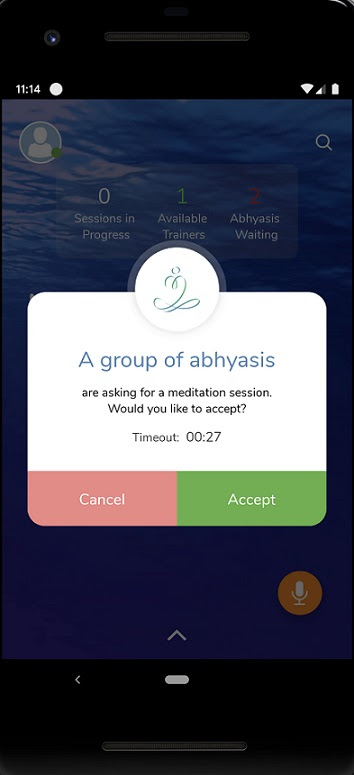 11:14
0 1 2
Sessions in Available Abhyasis
Progress Trainers Waiting
A group of abhyasis
are asking for a meditation session.
Would you like to accept?
Timeout: 00:27
Cancel Accept